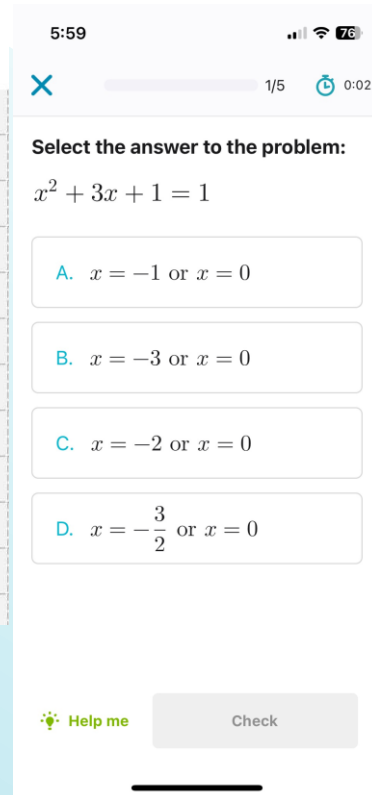 5:59 76
1/5 0:02
Select the answer to the problem:
x² + 3x + 1 = 1
A. x = −1 or x = 0
B. x = −3 or x = 0
C. x = −2 or x = 0
D. x = −3/2 or x = 0
Help me Check